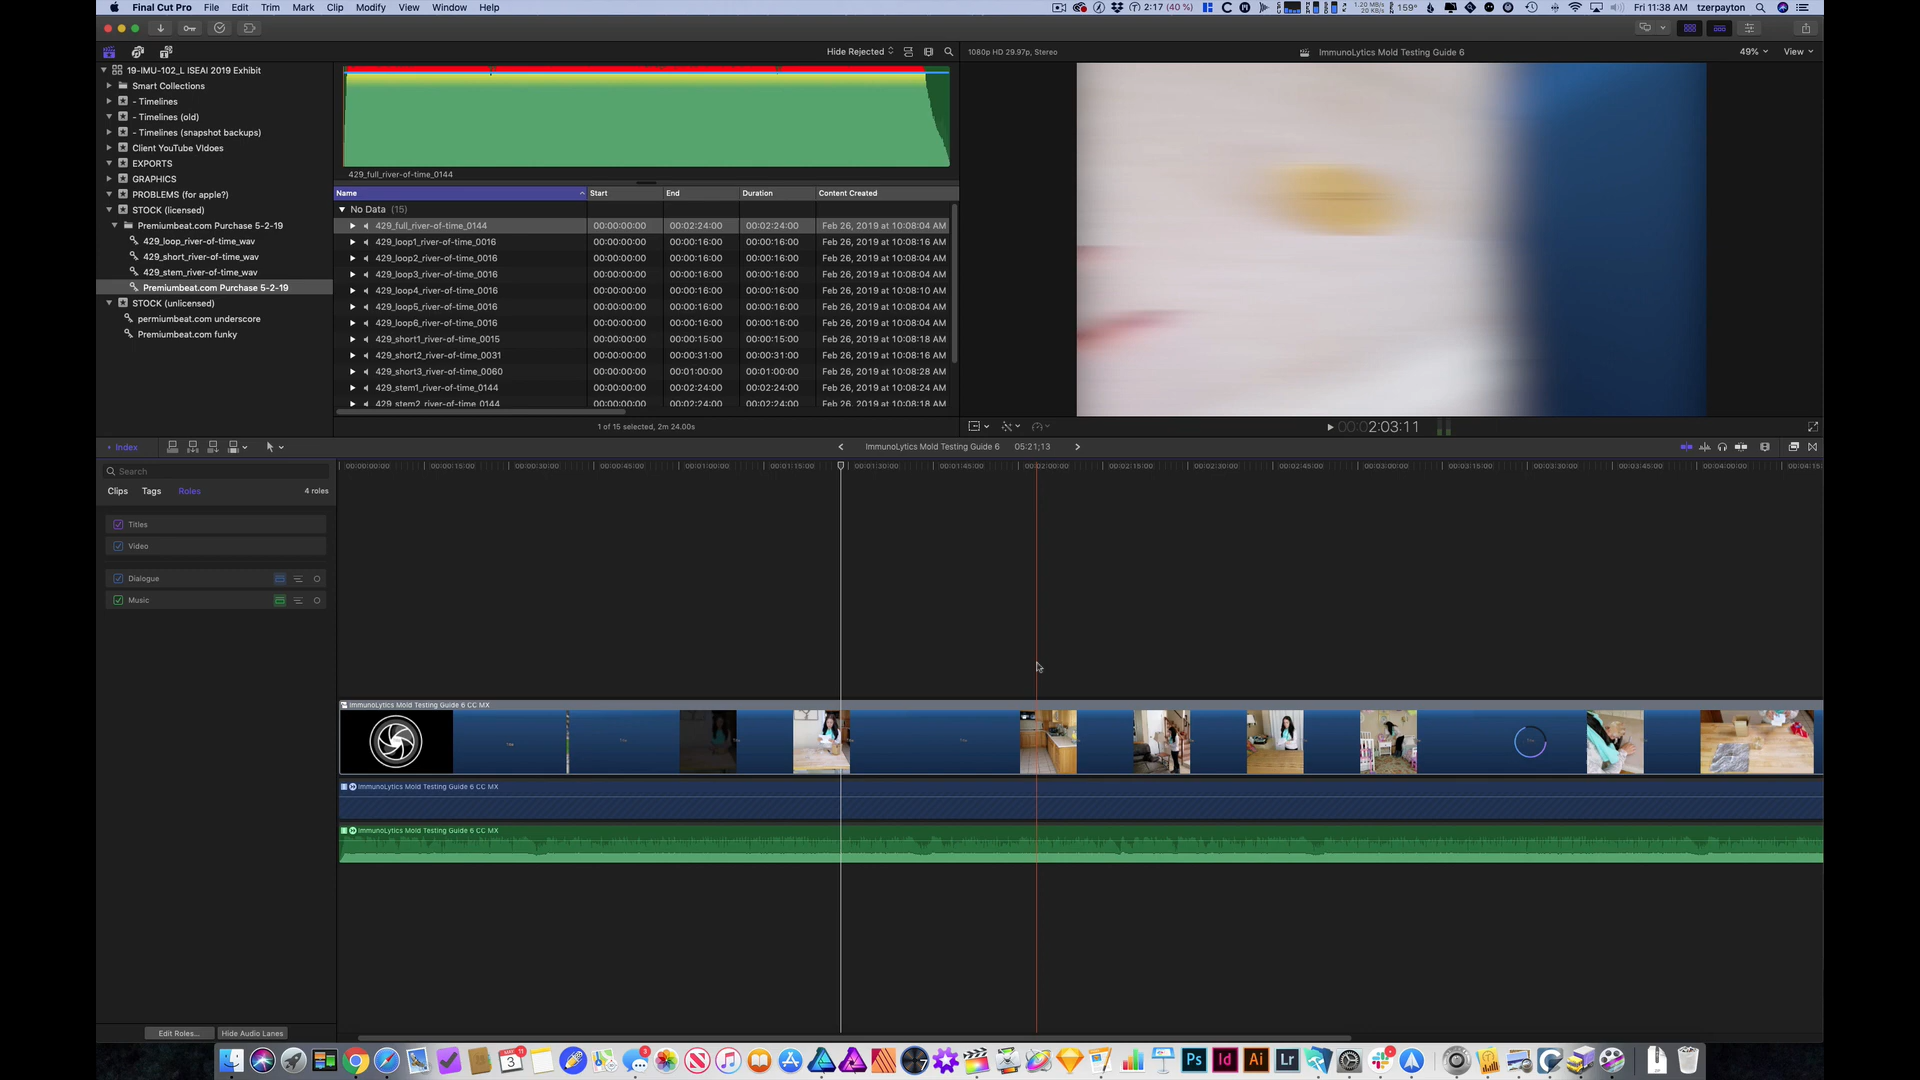 Final Cut Pro File Edit Trim Mark Clip Modify View Window Help
2:17 (40 %) 1.20 MB/s 20 KB/s 159° Fri 11:38 AM tzerpayton
Hide Rejected
1080p HD 29.97p, Stereo
ImmunoLytics Mold Testing Guide 6
49% View
19-IMU-102_L ISEAI 2019 Exhibit
Smart Collections
- Timelines
- Timelines (old)
- Timelines (snapshot backups)
Client YouTube VIdoes
EXPORTS
GRAPHICS
PROBLEMS (for apple?)
STOCK (licensed)
Premiumbeat.com Purchase 5-2-19
429_loop_river-of-time_wav
429_short_river-of-time_wav
429_stem_river-of-time_wav
Premiumbeat.com Purchase 5-2-19
STOCK (unlicensed)
permiumbeat.com underscore
Premiumbeat.com funky
429_full_river-of-time_0144
Name Start End Duration Content Created
No Data (15)
429_full_river-of-time_0144 00:00:00:00 00:02:24:00 00:02:24:00 Feb 26, 2019 at 10:08:04 AM
429_loop1_river-of-time_0016 00:00:00:00 00:00:16:00 00:00:16:00 Feb 26, 2019 at 10:08:16 AM
429_loop2_river-of-time_0016 00:00:00:00 00:00:16:00 00:00:16:00 Feb 26, 2019 at 10:08:04 AM
429_loop3_river-of-time_0016 00:00:00:00 00:00:16:00 00:00:16:00 Feb 26, 2019 at 10:08:04 AM
429_loop4_river-of-time_0016 00:00:00:00 00:00:16:00 00:00:16:00 Feb 26, 2019 at 10:08:10 AM
429_loop5_river-of-time_0016 00:00:00:00 00:00:16:00 00:00:16:00 Feb 26, 2019 at 10:08:04 AM
429_loop6_river-of-time_0016 00:00:00:00 00:00:16:00 00:00:16:00 Feb 26, 2019 at 10:08:04 AM
429_short1_river-of-time_0015 00:00:00:00 00:00:15:00 00:00:15:00 Feb 26, 2019 at 10:08:18 AM
429_short2_river-of-time_0031 00:00:00:00 00:00:31:00 00:00:31:00 Feb 26, 2019 at 10:08:16 AM
429_short3_river-of-time_0060 00:00:00:00 00:01:00:00 00:01:00:00 Feb 26, 2019 at 10:08:28 AM
429_stem1_river-of-time_0144 00:00:00:00 00:02:24:00 00:02:24:00 Feb 26, 2019 at 10:08:24 AM
429_stem2_river-of-time_0144 00:00:00:00 00:02:24:00 00:02:24:00 Feb 26, 2019 at 10:08:18 AM
1 of 15 selected, 2m 24.00s
00:00:2:03:11
Index
ImmunoLytics Mold Testing Guide 6 05:21;13
Search
00:00:00:00 00:00:15:00 00:00:30:00 00:00:45:00 00:01:00:00 00:01:15:00 00:01:30:00 00:01:45:00 00:02:00:00 00:02:15:00 00:02:30:00 00:02:45:00 00:03:00:00 00:03:15:00 00:03:30:00 00:03:45:00 00:04:00:00 00:04:15
Clips Tags Roles 4 roles
Titles
Video
Dialogue
Music
ImmunoLytics Mold Testing Guide 6 CC MX
ImmunoLytics Mold Testing Guide 6 CC MX
ImmunoLytics Mold Testing Guide 6 CC MX
Edit Roles... Hide Audio Lanes
MAY 3 11 3 Ps Id Ai Lr